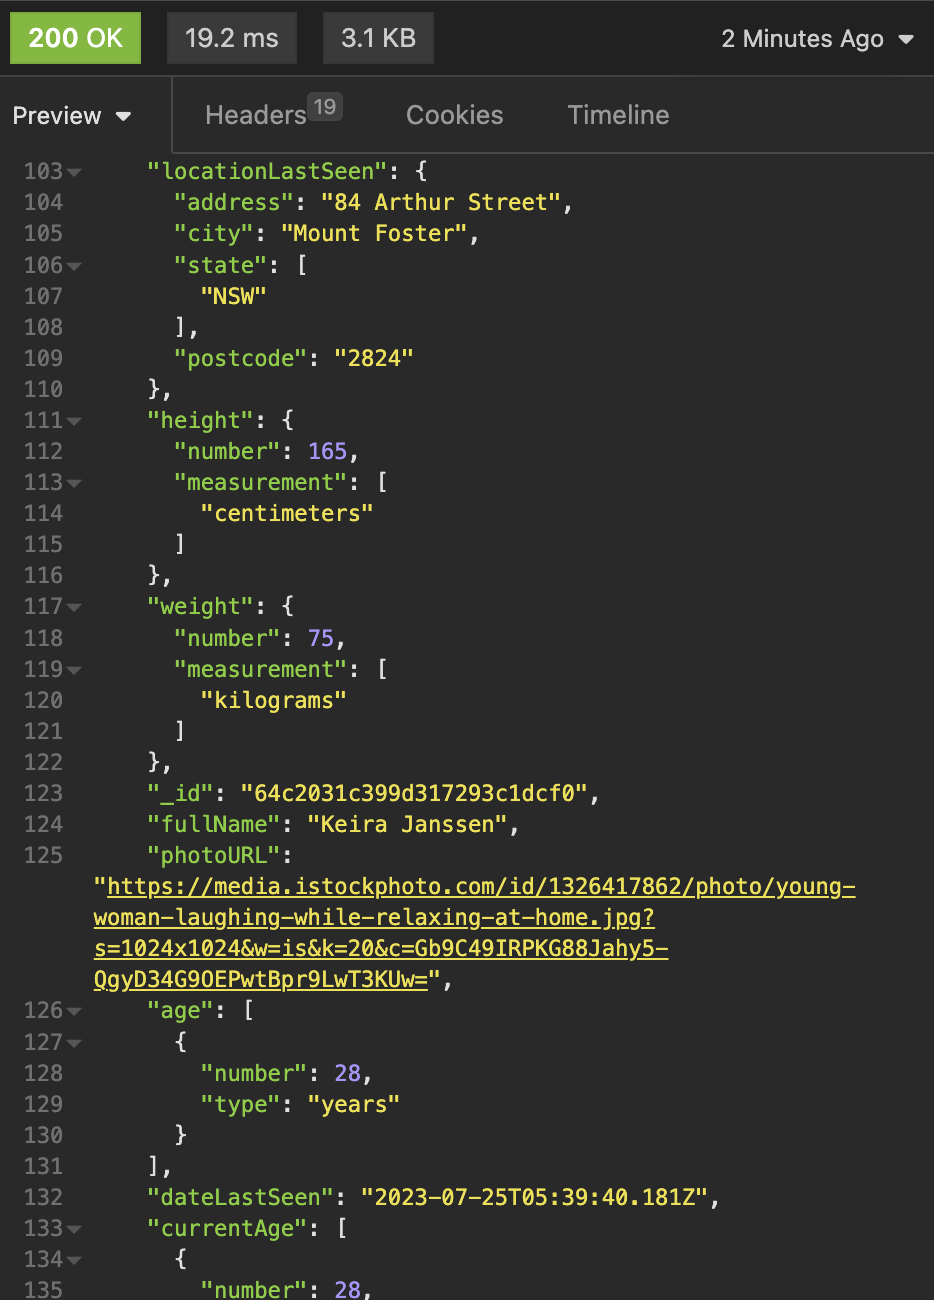 200 OK 19.2 ms 3.1 KB 2 Minutes Ago
Preview Headers 19 Cookies Timeline
103 "locationLastSeen": {
104 "address": "84 Arthur Street",
105 "city": "Mount Foster",
106 "state": [
107 "NSW"
108 ],
109 "postcode": "2824"
110 },
111 "height": {
112 "number": 165,
113 "measurement": [
114 "centimeters"
115 ]
116 },
117 "weight": {
118 "number": 75,
119 "measurement": [
120 "kilograms"
121 ]
122 },
123 "_id": "64c2031c399d317293c1dcf0",
124 "fullName": "Keira Janssen",
125 "photoURL":
"https://media.istockphoto.com/id/1326417862/photo/young-
woman-laughing-while-relaxing-at-home.jpg?
s=1024x1024&w=is&k=20&c=Gb9C49IRPKG88Jahy5-
QgyD34G9OEPwtBpr9LwT3KUw=",
126 "age": [
127 {
128 "number": 28,
129 "type": "years"
130 }
131 ],
132 "dateLastSeen": "2023-07-25T05:39:40.181Z",
133 "currentAge": [
134 {
135 "number": 28,